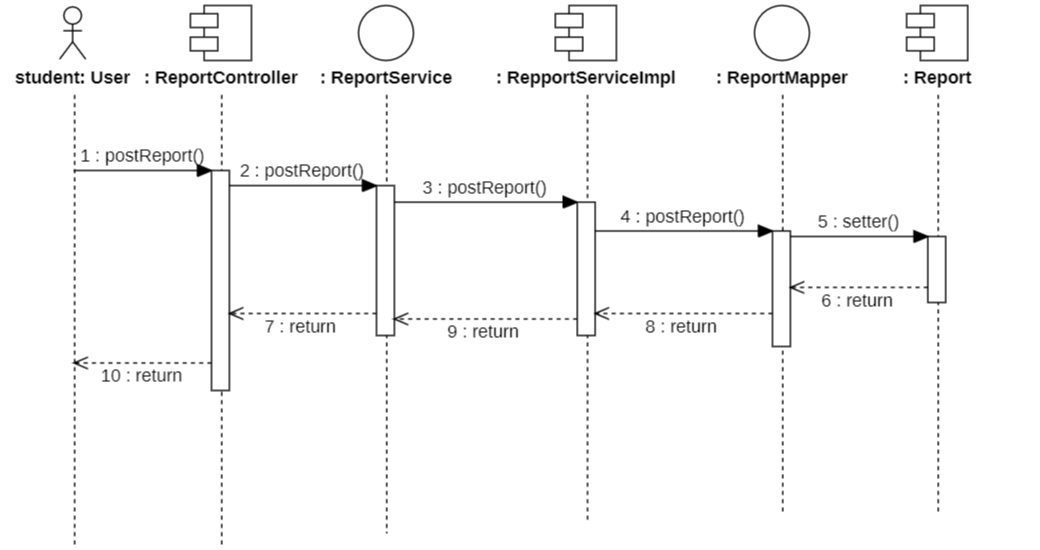 student: User
: ReportController
: ReportService
: RepportServiceImpl
: ReportMapper
: Report
1 : postReport()
2 : postReport()
3 : postReport()
4 : postReport()
5 : setter()
6 : return
7 : return
9 : return
8 : return
10 : return